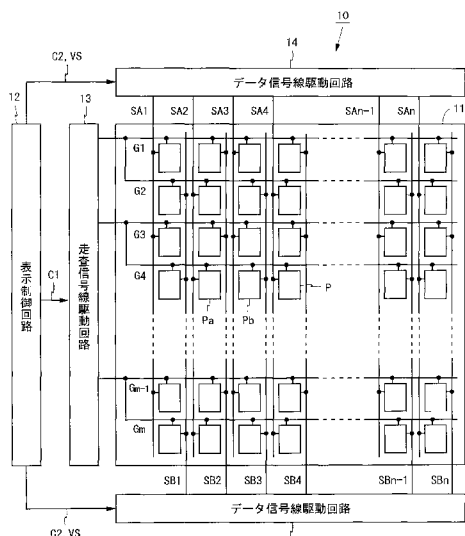 10
C2, VS
14
データ信号線駆動回路
12
13
SA1 SA2 SA3 SA4 SAn-1 SAn
11
G1
G2
G3
G4
表示制御回路
C1
走査信号線駆動回路
Pa Pb P
Gm-1
Gm
SB1 SB2 SB3 SB4 SBn-1 SBn
データ信号線駆動回路
C2, VS